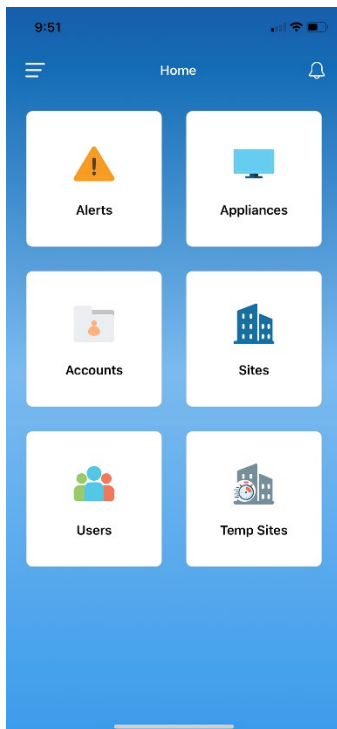 9:51
Home
Alerts
Appliances
Accounts
Sites
Users
Temp Sites